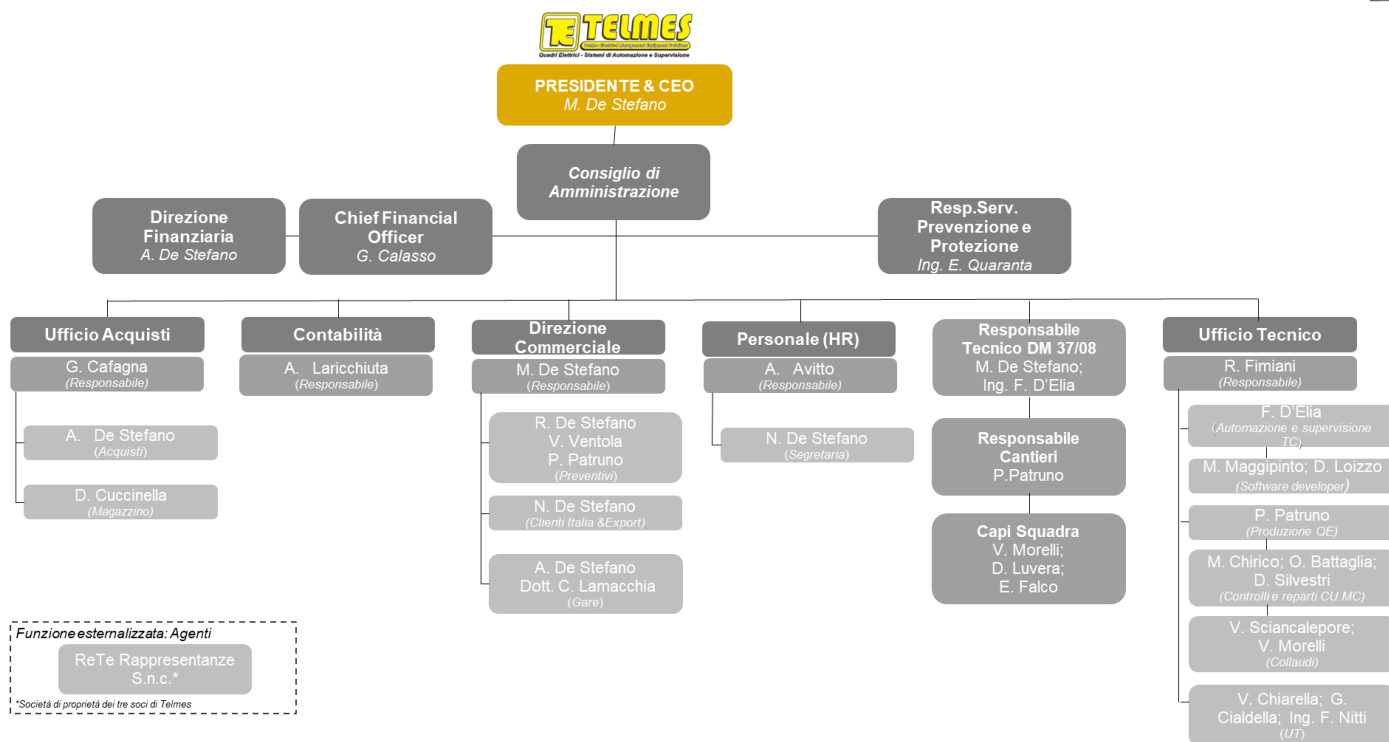 TELMES
Quadri Elettrici - Sistemi di Automazione e Supervisione
PRESIDENTE & CEO
M. De Stefano
Consiglio di
Amministrazione
Direzione
Finanziaria
A. De Stefano
Chief Financial
Officer
G. Calasso
Resp.Serv.
Prevenzione e
Protezione
Ing. E. Quaranta
Ufficio Acquisti
G. Cafagna
(Responsabile)
A. De Stefano
(Acquisti)
D. Cuccinella
(Magazzino)
Contabilità
A. Laricchiuta
(Responsabile)
Direzione
Commerciale
M. De Stefano
(Responsabile)
R. De Stefano
V. Ventola
P. Patruno
(Preventivi)
N. De Stefano
(Clienti Italia &Export)
A. De Stefano
Dott. C. Lamacchia
(Gare)
Personale (HR)
A. Avitto
(Responsabile)
N. De Stefano
(Segretaria)
Responsabile
Tecnico DM 37/08
M. De Stefano;
Ing. F. D'Elia
Responsabile
Cantieri
P.Patruno
Capi Squadra
V. Morelli;
D. Luvera;
E. Falco
Ufficio Tecnico
R. Fimiani
(Responsabile)
F. D'Elia
(Automazione e supervisione
TC)
M. Maggipinto; D. Loizzo
(Software developer)
P. Patruno
(Produzione QE)
M. Chirico; O. Battaglia;
D. Silvestri
(Controlli e reparti CU MC)
V. Sciancalepore;
V. Morelli
(Collaudi)
V. Chiarella; G.
Cialdella; Ing. F. Nitti
(UT)
Funzione esternalizzata: Agenti
ReTe Rappresentanze
S.n.c.*
*Società di proprietà dei tre soci di Telmes